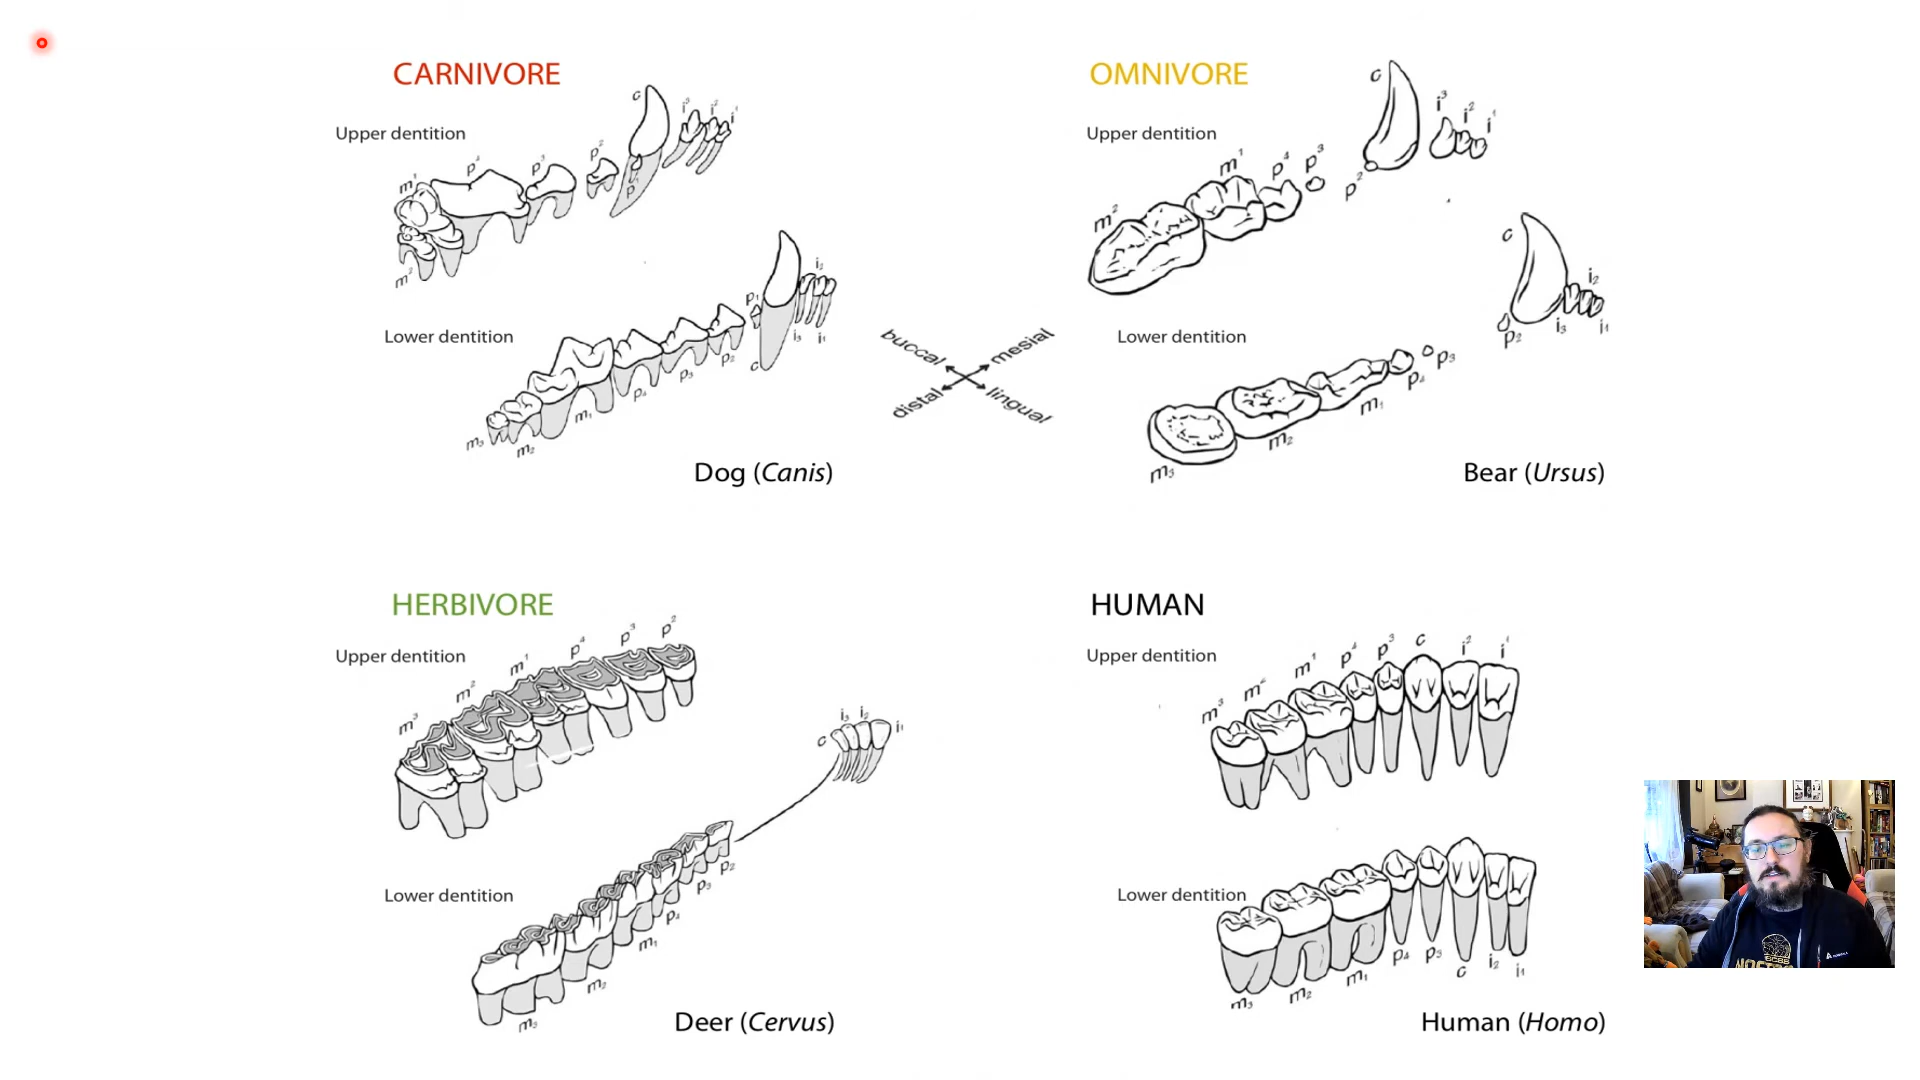 CARNIVORE
Upper dentition
m¹ p⁴ p³ p² p¹ c i³ i² i¹
m²
Lower dentition
m₃ m₂ m₁ p₄ p₃ p₂ p₁ c i₃ i₂ i₁
Dog (Canis)
buccal mesial
distal lingual
OMNIVORE
Upper dentition
m² m¹ p⁴ p³ p² c i³ i² i¹
Lower dentition
m₃ m₂ m₁ p₄ p₃ p₂ c i₃ i₂ i₁
Bear (Ursus)
HERBIVORE
Upper dentition
m³ m² m¹ p⁴ p³ p²
Lower dentition
m₃ m₂ m₁ p₄ p₃ p₂ c i₃ i₂ i₁
Deer (Cervus)
HUMAN
Upper dentition
m³ m² m¹ p⁴ p³ c i² i¹
Lower dentition
m₃ m₂ m₁ p₄ p₃ c i₂ i₁
Human (Homo)